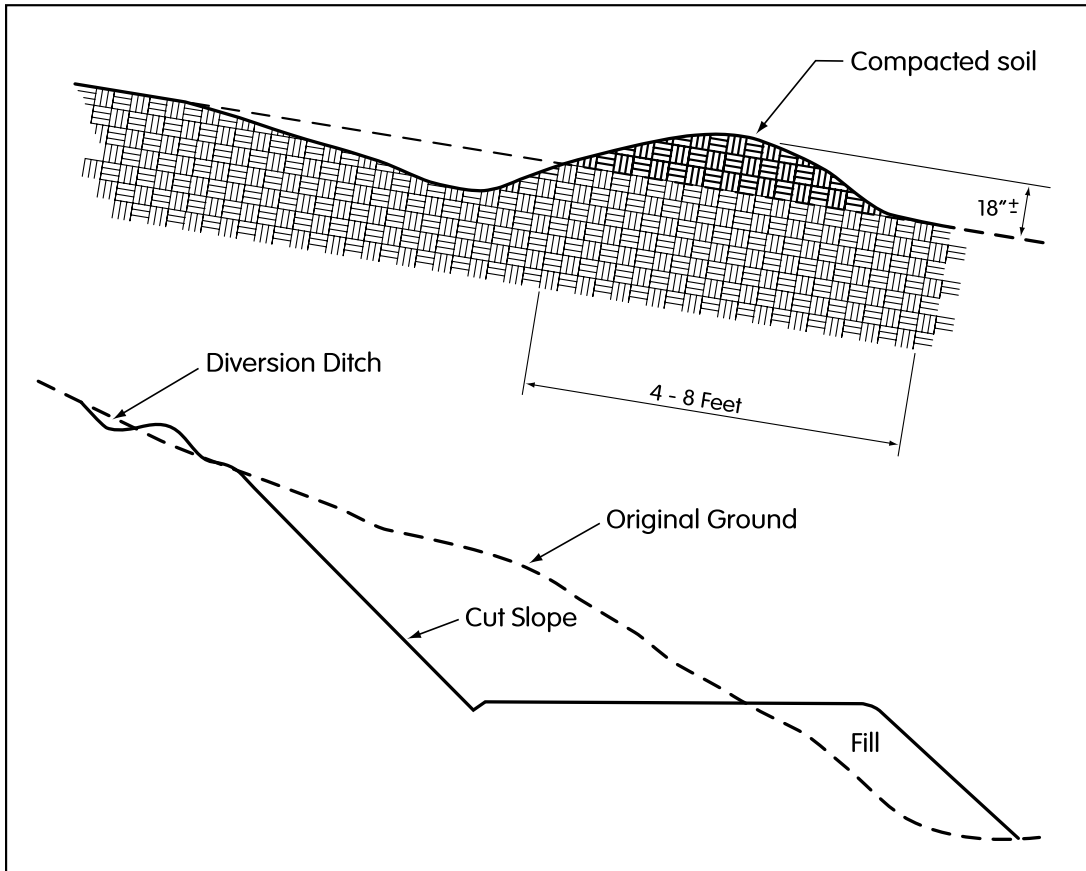 Compacted soil
18"±
4 - 8 Feet
Diversion Ditch
Original Ground
Cut Slope
Fill